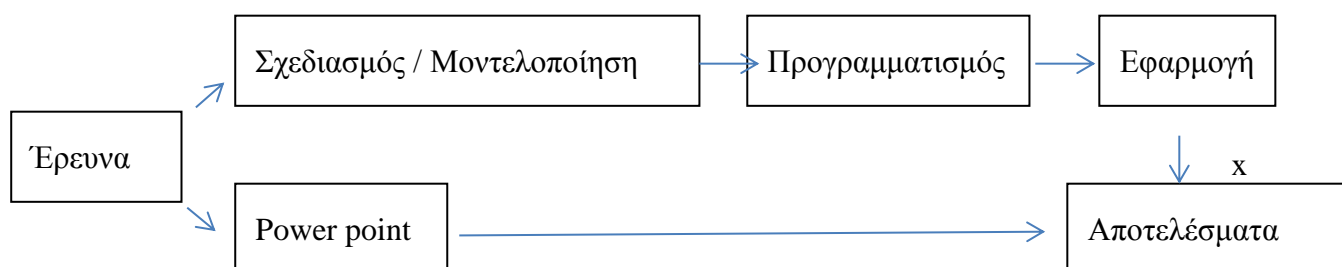 Σχεδιασμός / Μοντελοποίηση
Προγραμματισμός
Εφαρμογή
Έρευνα
x
Power point
Αποτελέσματα